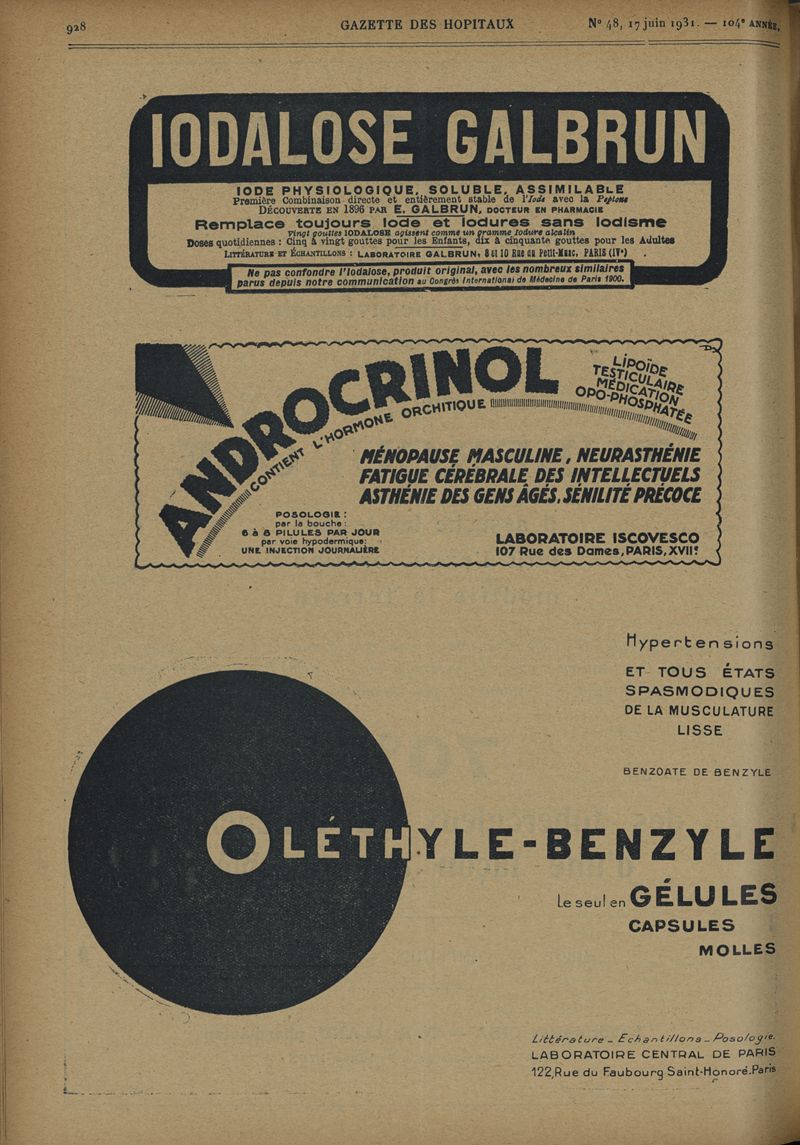 928
GAZETTE DES HOPITAUX
N° 48, 17 juin 1931. — 104e ANNÉE,
IODALOSE GALBRUN
IODE PHYSIOLOGIQUE, SOLUBLE, ASSIMILABLE
Première Combinaison directe et entièrement stable de l'Iode avec la Peptone
DÉCOUVERTE EN 1896 PAR E. GALBRUN, DOCTEUR EN PHARMACIE
Remplace toujours Iode et Iodures sans Iodisme
Vingt gouttes IODALOSE agissent comme un gramme Iodure alcalin
Doses quotidiennes : Cinq à vingt gouttes pour les Enfants, dix à cinquante gouttes pour les Adultes
LITTÉRATURE ET ÉCHANTILLONS : LABORATOIRE GALBRUN, 8 et 10 Rue du Petit-Musc, PARIS (IVe)
Ne pas confondre l'Iodalose, produit original, avec les nombreux similaires
parus depuis notre communication au Congrès International de Médecine de Paris 1900.
ANDROCRINOL
CONTIENT L'HORMONE ORCHITIQUE
LIPOÏDE
TESTICULAIRE
MÉDICATION
OPO-PHOSPHATÉE
MÉNOPAUSE MASCULINE, NEURASTHÉNIE
FATIGUE CÉRÉBRALE DES INTELLECTUELS
ASTHÉNIE DES GENS ÂGÉS, SÉNILITÉ PRÉCOCE
POSOLOGIE :
par la bouche :
6 à 8 PILULES PAR JOUR
par voie hypodermique:
UNE INJECTION JOURNALIÈRE
LABORATOIRE ISCOVESCO
107 Rue des Dames, PARIS, XVIIe
Hypertensions
ET TOUS ÉTATS
SPASMODIQUES
DE LA MUSCULATURE
LISSE
BENZOATE DE BENZYLE
OLÉTHYLE-BENZYLE
Le seul en GÉLULES
CAPSULES
MOLLES
Littérature _ Echantillons _ Posologie.
LABORATOIRE CENTRAL DE PARIS
122, Rue du Faubourg Saint-Honoré. Paris